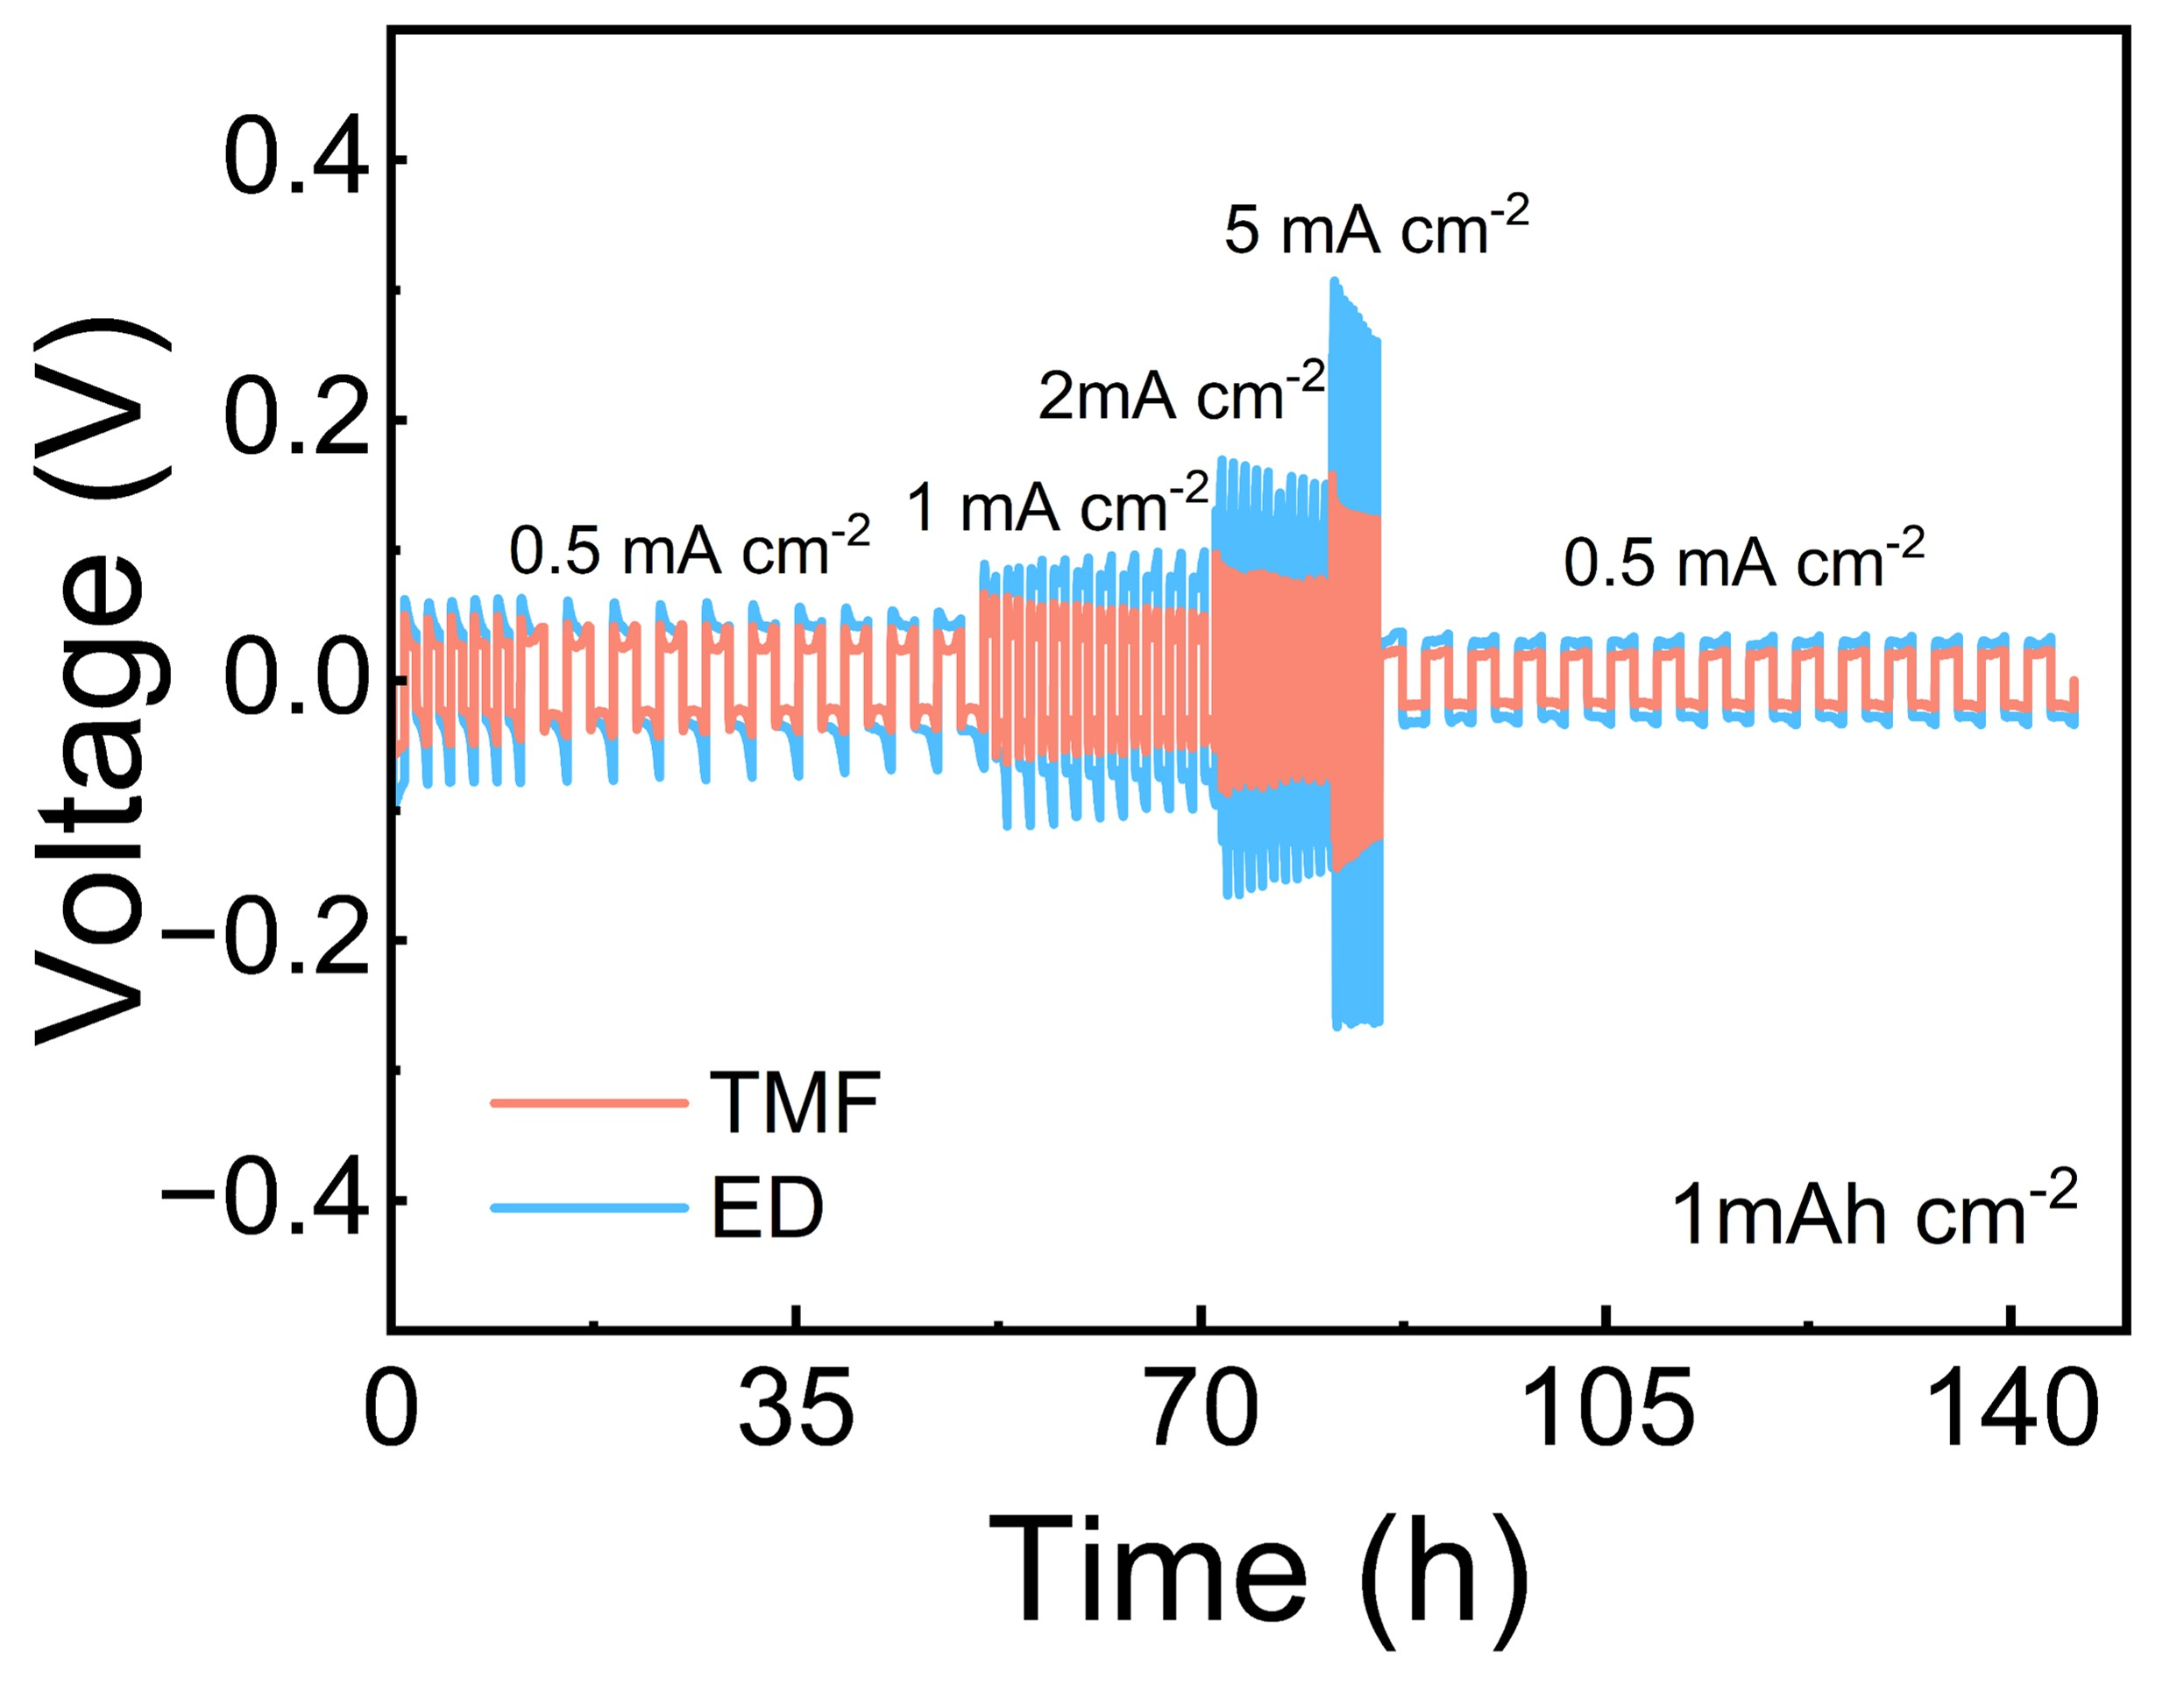 Voltage (V)
0.4
0.2
0.0
−0.2
−0.4
5 mA cm⁻²
2mA cm⁻²
1 mA cm⁻²
0.5 mA cm⁻²
0.5 mA cm⁻²
TMF
ED
1mAh cm⁻²
0 35 70 105 140
Time (h)